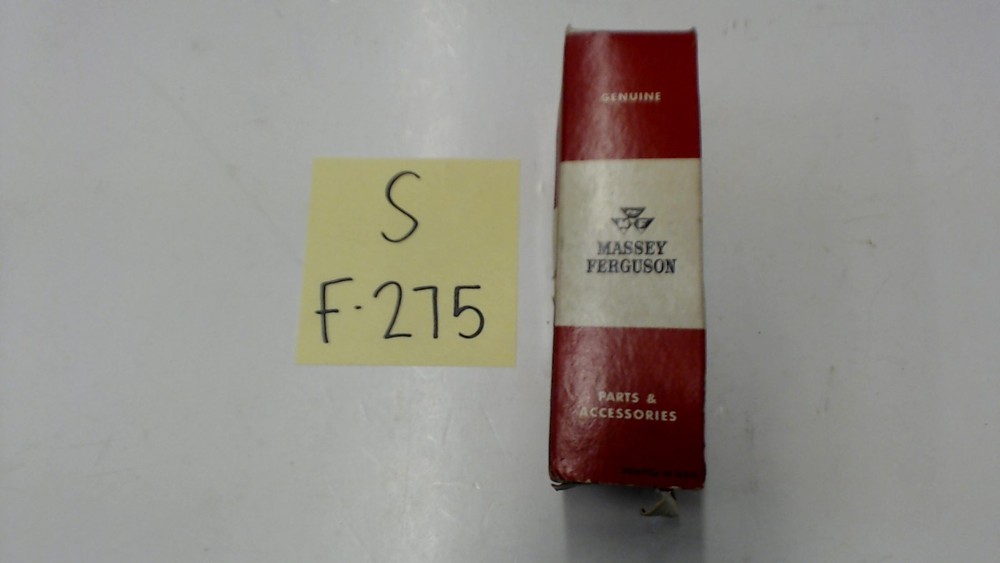 S
F-275
GENUINE
MASSEY
FERGUSON
PARTS &
ACCESSORIES